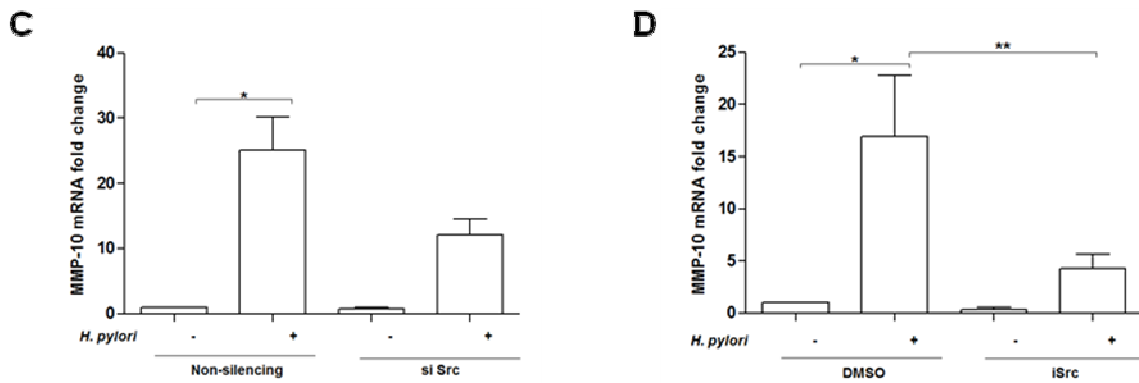 C
MMP-10 mRNA fold change
40
30
20
10
0
*
H. pylori - + - +
Non-silencing si Src
D
MMP-10 mRNA fold change
25
20
15
10
5
0
* **
H. pylori - + - +
DMSO iSrc